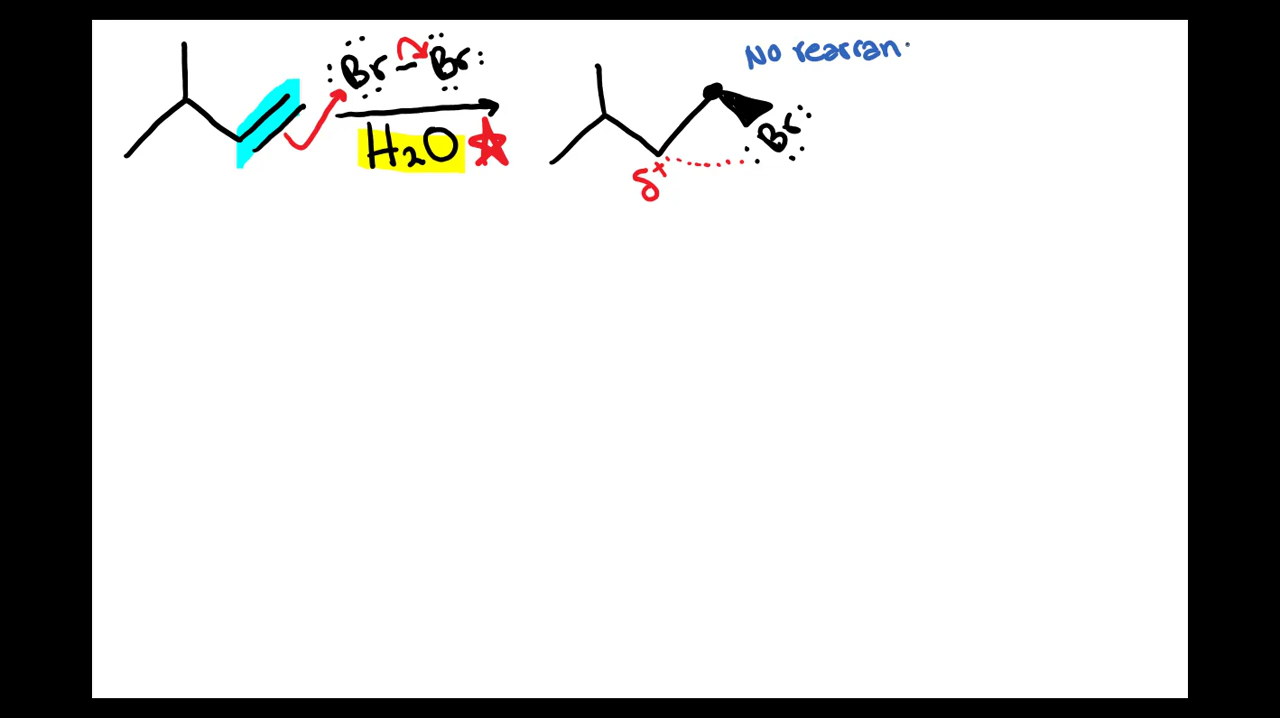 Br – Br
H₂O
No rearran
Br
δ+